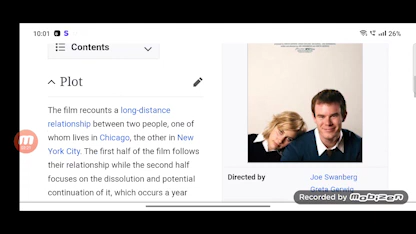 10:01 S 26%
Contents
Plot
The film recounts a long-distance
relationship between two people, one of
whom lives in Chicago, the other in New
York City. The first half of the film follows
their relationship while the second half
focuses on the dissolution and potential
continuation of it, which occurs a year
Directed by Joe Swanberg
Greta Gerwig
Recorded by Mobizen